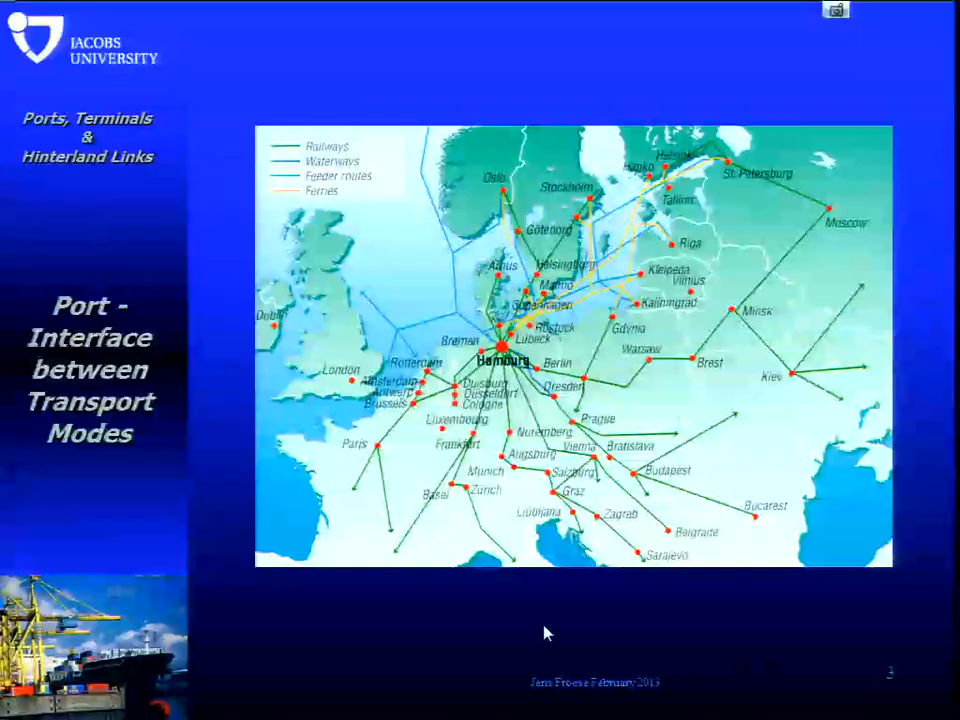 JACOBS
UNIVERSITY
Ports, Terminals
&
Hinterland Links
Port -
Interface
between
Transport
Modes
Railways
Waterways
Feeder routes
Ferries
Oslo
Stockholm
Hanko
Helsinki
St. Petersburg
Tallinn
Moscow
Göteborg
Riga
Århus
Helsingborg
Malmö
Copenhagen
Klaipeda
Vilnius
Kaliningrad
Dublin
Rostock
Lübeck
Gdynia
Minsk
Bremen
Hamburg
Berlin
Warsaw
Brest
London
Rotterdam
Amsterdam
Antwerp
Brussels
Duisburg
Düsseldorf
Cologne
Dresden
Kiev
Luxembourg
Prague
Paris
Frankfurt
Nuremberg
Vienna
Bratislava
Augsburg
Munich
Salzburg
Budapest
Basel
Zürich
Graz
Ljubljana
Zagreb
Bucarest
Belgrade
Sarajevo
Jens Froese February 2013
3